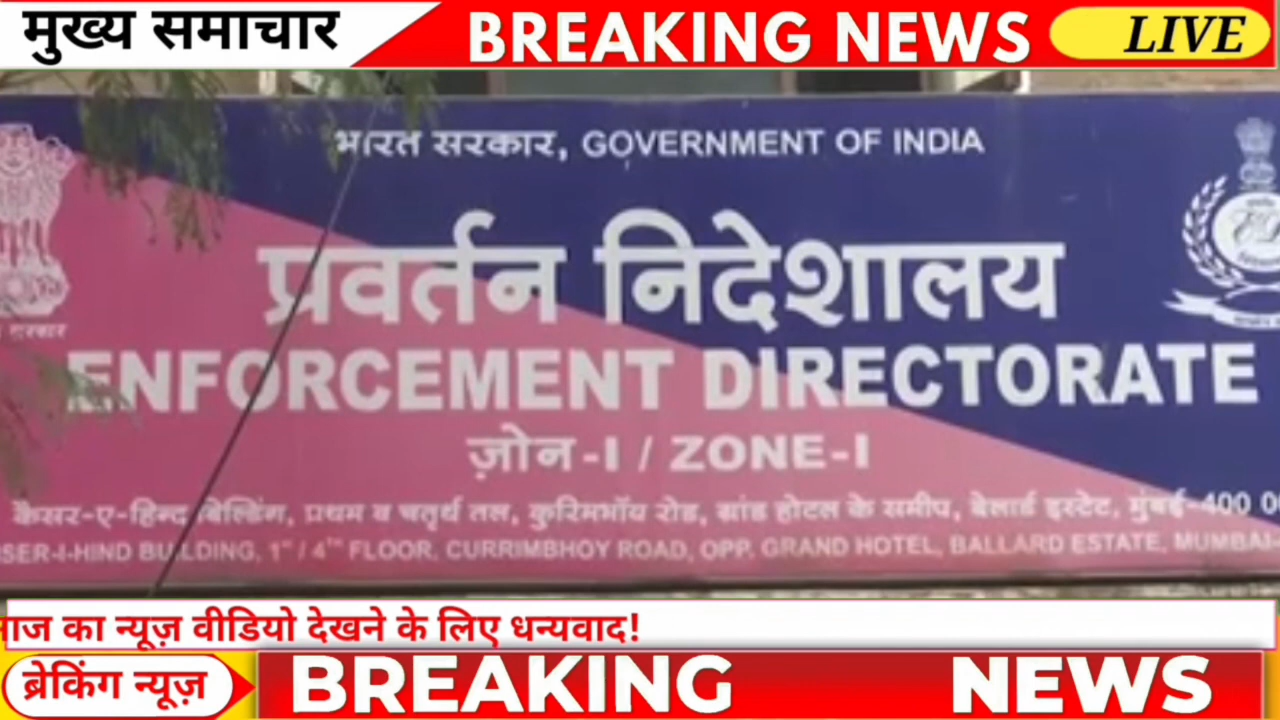 मुख्य समाचार
BREAKING NEWS
LIVE
भारत सरकार, GOVERNMENT OF INDIA
प्रवर्तन निदेशालय
ENFORCEMENT DIRECTORATE
ज़ोन-I / ZONE-I
कैसर-ए-हिन्द बिल्डिंग, प्रथम व चतुर्थ तल, कुरिमभॉय रोड, ग्रांड होटल के समीप, बेलार्ड इस्टेट, मुंबई-400 0
SER-I-HIND BUILDING, 1ST / 4TH FLOOR, CURRIMBHOY ROAD, OPP. GRAND HOTEL, BALLARD ESTATE, MUMBAI-
का न्यूज़ वीडियो देखने के लिए धन्यवाद!
ब्रेकिंग न्यूज़
BREAKING NEWS